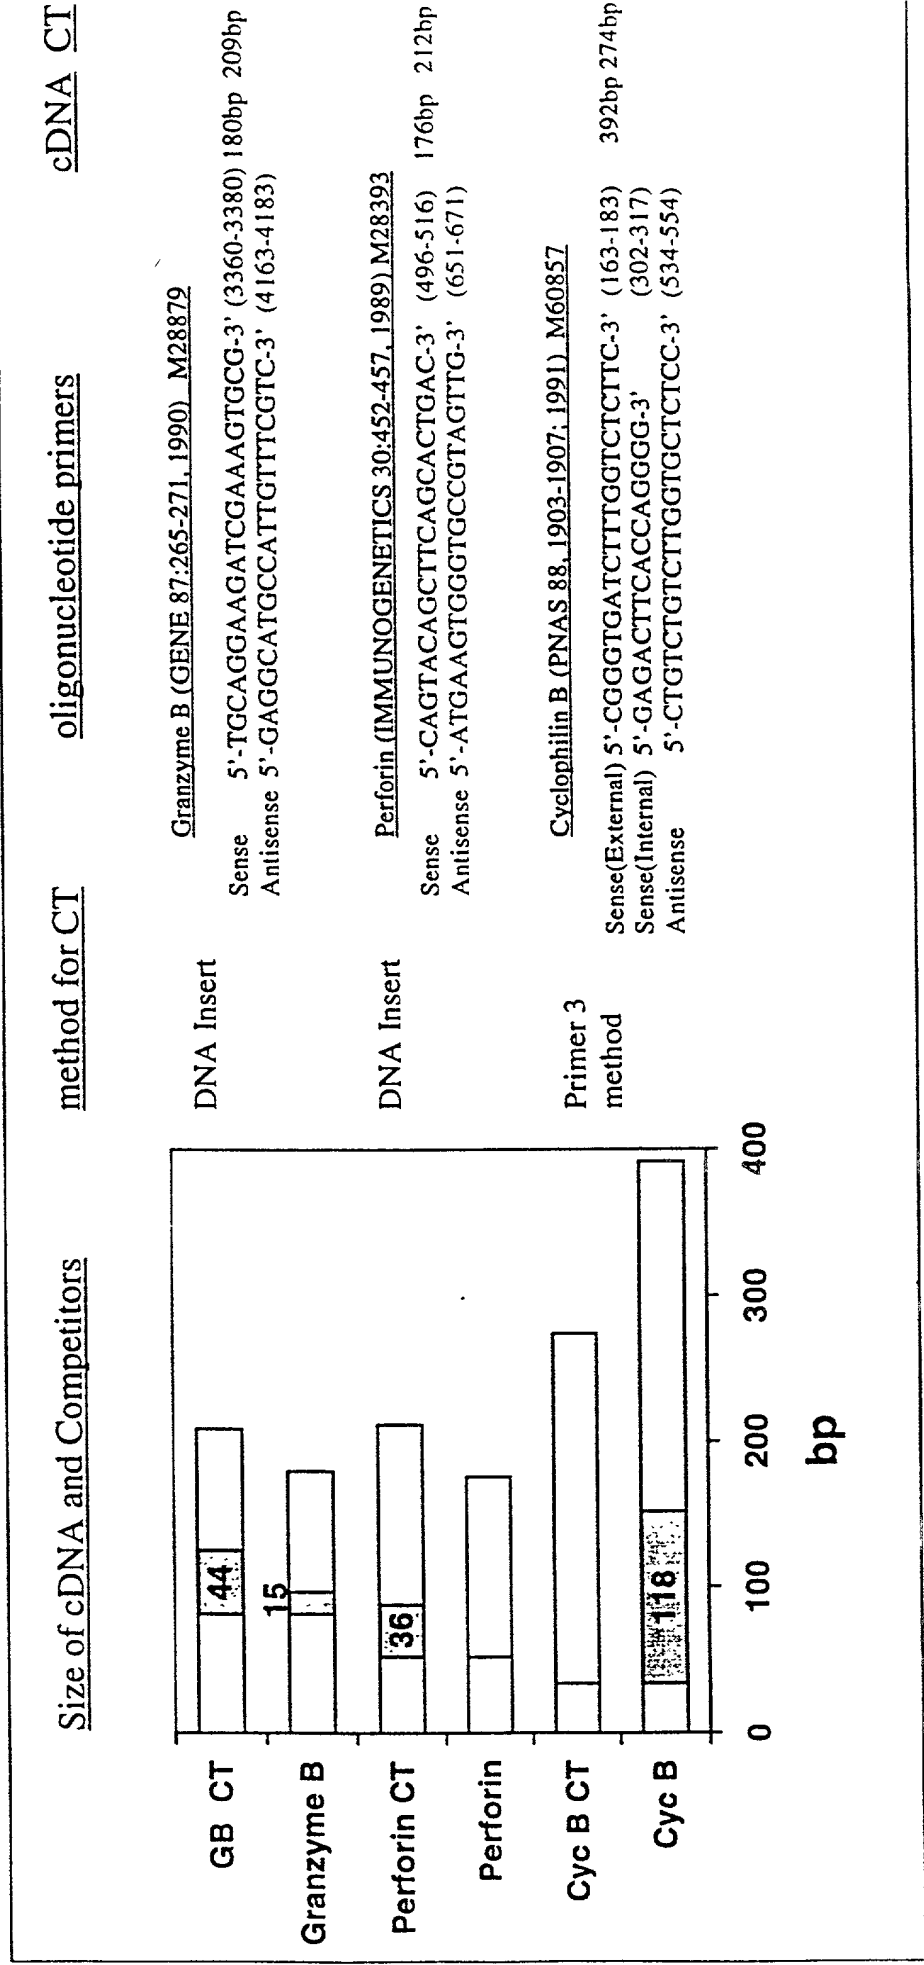 Size of cDNA and Competitors
method for CT
oligonucleotide primers
cDNA CT
GB CT
Granzyme B
Perforin CT
Perforin
Cyc B CT
Cyc B
44
15
36
118
0
100
200
300
400
bp
DNA Insert
Granzyme B (GENE 87:265-271, 1990) M28879
Sense 5'-TGCAGGAAGATCGAAAGTGCG-3' (3360-3380) 180bp 209bp
Antisense 5'-GAGGCATGCCATTGTTTCGTC-3' (4163-4183)
DNA Insert
Perforin (IMMUNOGENETICS 30:452-457, 1989) M28393
Sense 5'-CAGTACAGCTTCAGCACTGAC-3' (496-516) 176bp 212bp
Antisense 5'-ATGAAGTGGGTGCCGTAGTTG-3' (651-671)
Primer 3
method
Cyclophilin B (PNAS 88, 1903-1907; 1991) M60857
Sense(External) 5'-CGGGTGATCTTTGGTCTCTTC-3' (163-183) 392bp 274bp
Sense(Internal) 5'-GAGACTTCACCAGGGG-3' (302-317)
Antisense 5'-CTGTCTGTCTTGGTGCTCTCC-3' (534-554)